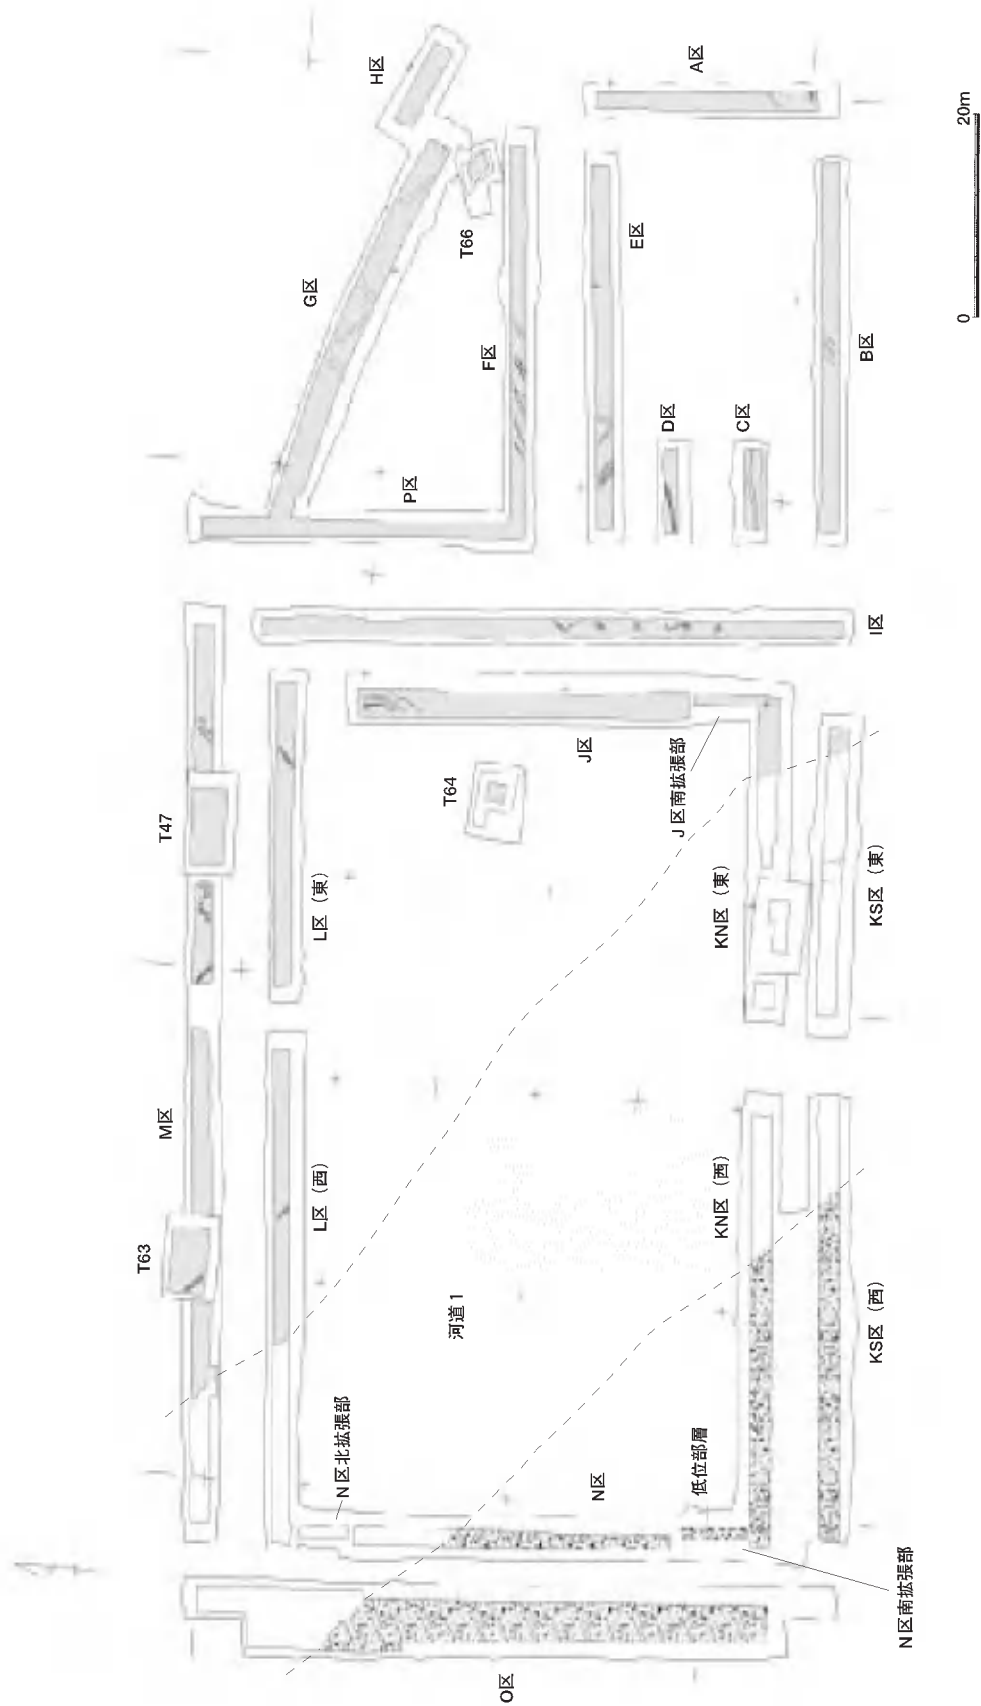 O区
N区南拡張部
N区
低位部層
N区北拡張部
河道1
KS区（西）
KN区（西）
L区（西）
T63
M区
KS区（東）
KN区（東）
L区（東）
T47
J区南拡張部
J区
T64
I区
P区
C区
D区
B区
F区
G区
E区
T66
H区
A区
0
20m